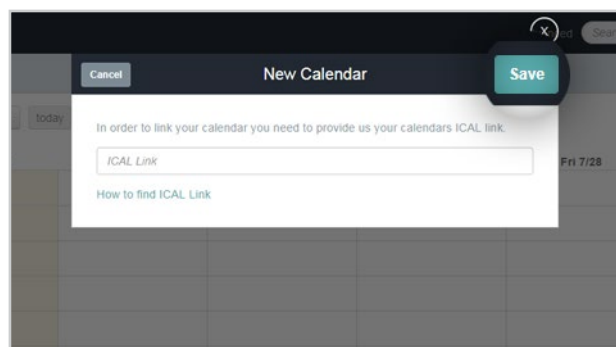 X
Cancel
New Calendar
Save
today
In order to link your calendar you need to provide us your calendars ICAL link.
ICAL Link
Fri 7/28
How to find ICAL Link